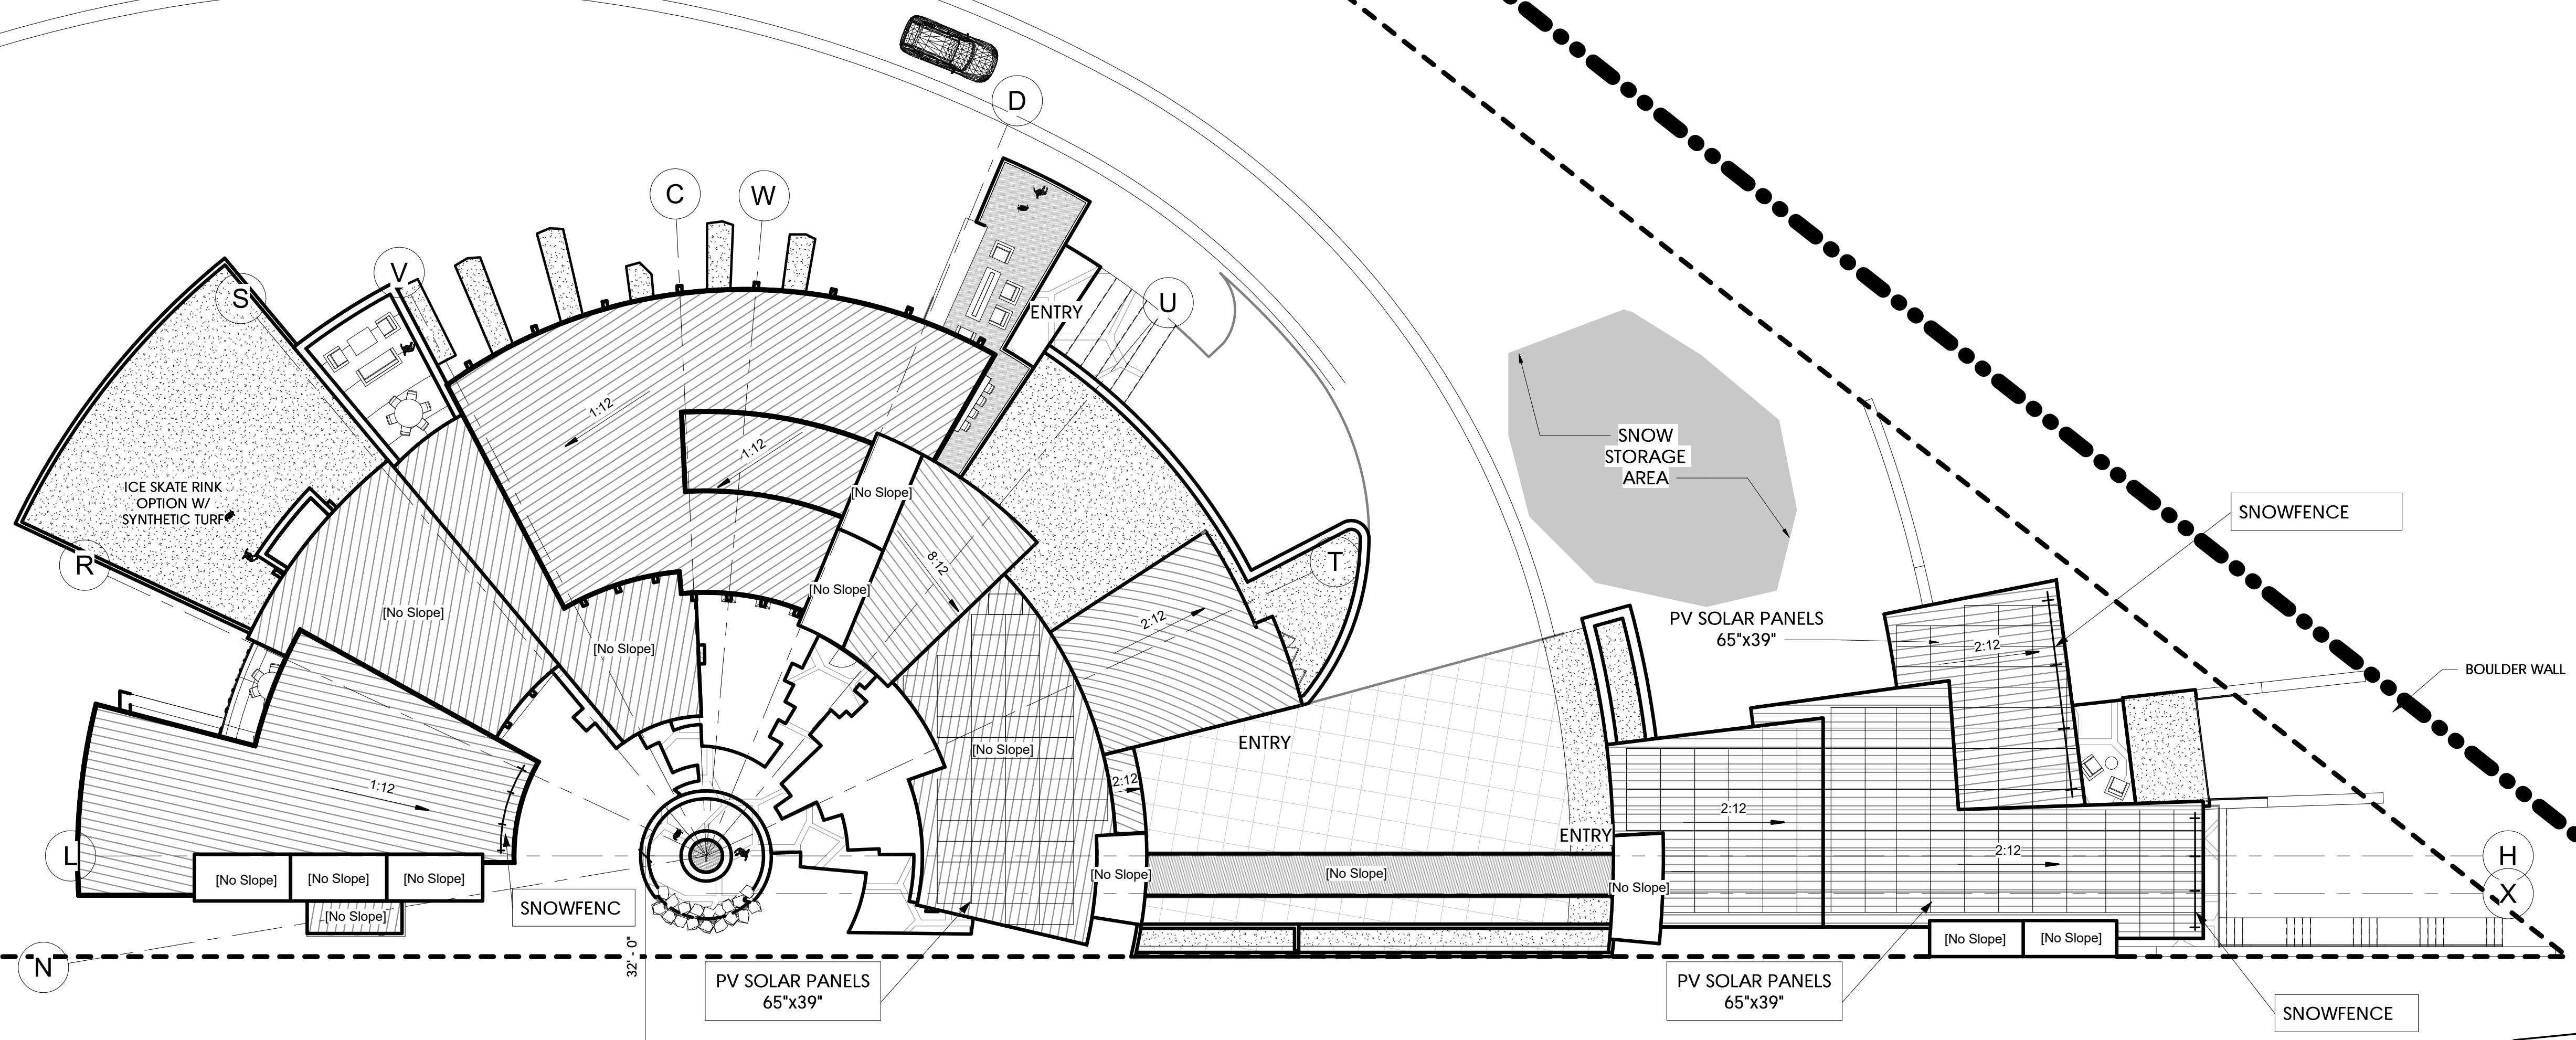 D
C
W
V
S
U
ENTRY
1:12
1:12
[No Slope]
8:12
SNOW
STORAGE
AREA
SNOWFENCE
ICE SKATE RINK
OPTION W/
SYNTHETIC TURF
R
T
[No Slope]
[No Slope]
[No Slope]
2:12
PV SOLAR PANELS
65"x39"
2:12
BOULDER WALL
[No Slope]
ENTRY
1:12
2:12
2:12
ENTRY
2:12
L
H
[No Slope]
[No Slope]
[No Slope]
[No Slope]
[No Slope]
[No Slope]
X
[No Slope]
SNOWFENC
[No Slope]
[No Slope]
N
32' - 0"
PV SOLAR PANELS
65"x39"
PV SOLAR PANELS
65"x39"
SNOWFENCE